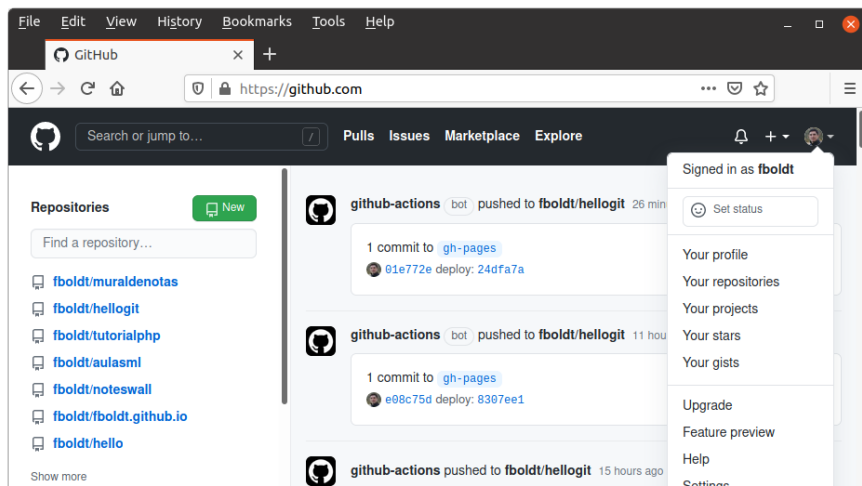 File Edit View History Bookmarks Tools Help
GitHub
https://github.com
Search or jump to… /
Pulls Issues Marketplace Explore
Signed in as fboldt
Set status
Your profile
Your repositories
Your projects
Your stars
Your gists
Upgrade
Feature preview
Help
Settings
Repositories
New
Find a repository…
fboldt/muraldenotas
fboldt/hellogit
fboldt/tutorialphp
fboldt/aulasml
fboldt/noteswall
fboldt/fboldt.github.io
fboldt/hello
Show more
github-actions bot pushed to fboldt/hellogit 26 min
1 commit to gh-pages
01e772e deploy: 24dfa7a
github-actions bot pushed to fboldt/hellogit 11 hou
1 commit to gh-pages
e08c75d deploy: 8307ee1
github-actions pushed to fboldt/hellogit 15 hours ago